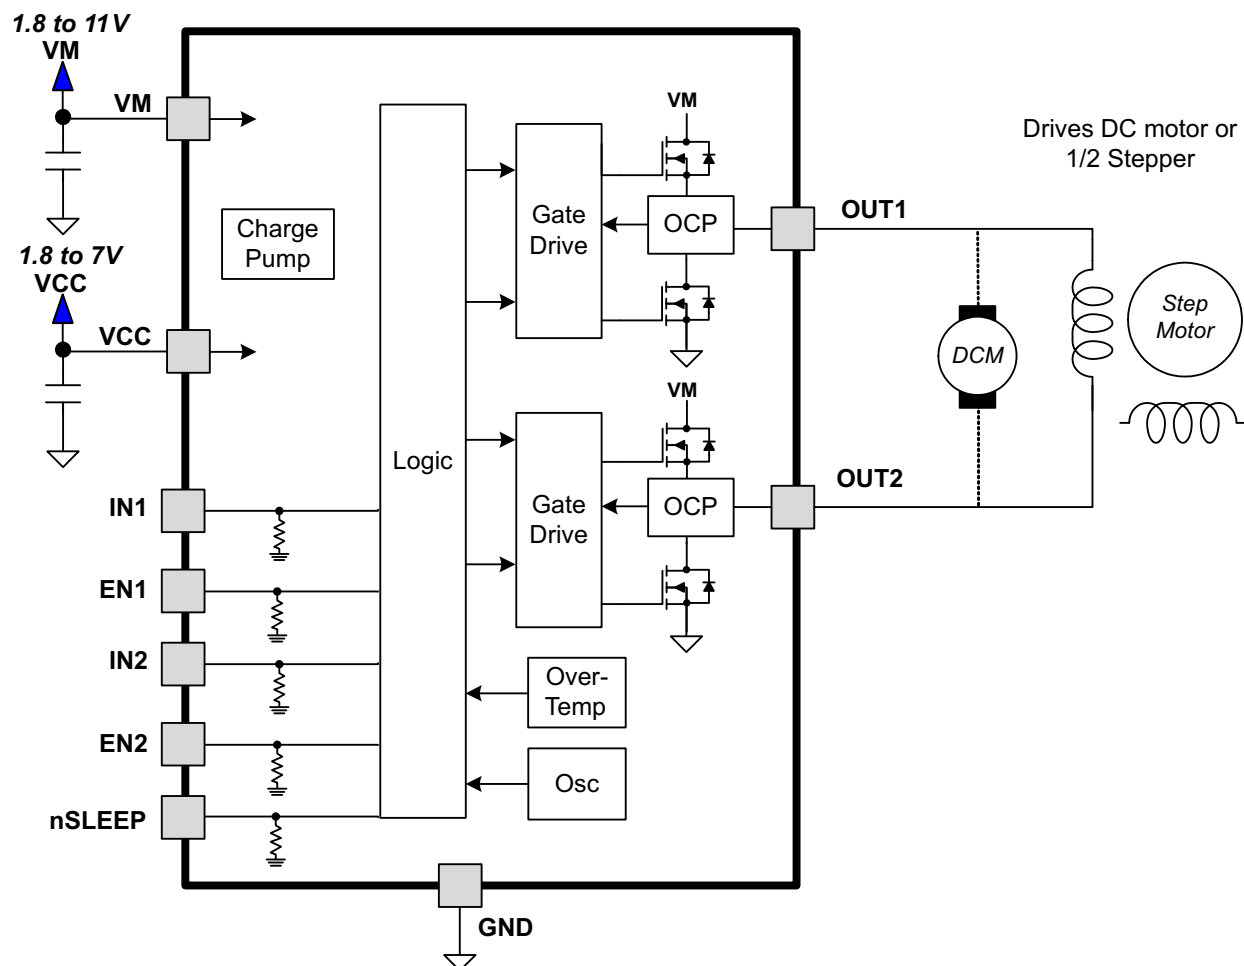 1.8 to 11V
VM
VM
1.8 to 7V
VCC
VCC
IN1
EN1
IN2
EN2
nSLEEP
GND
Charge
Pump
Logic
Gate
Drive
VM
OCP
Gate
Drive
VM
OCP
Over-
Temp
Osc
OUT1
OUT2
Drives DC motor or
1/2 Stepper
DCM
Step
Motor